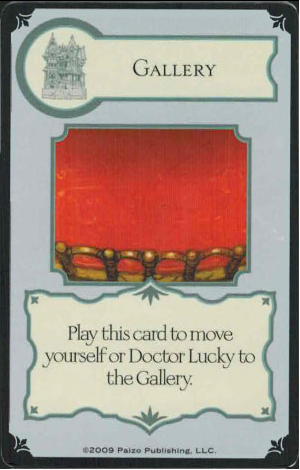 GALLERY
Play this card to move
yourself or Doctor Lucky to
the Gallery.
©2009 Paizo Publishing, LLC.